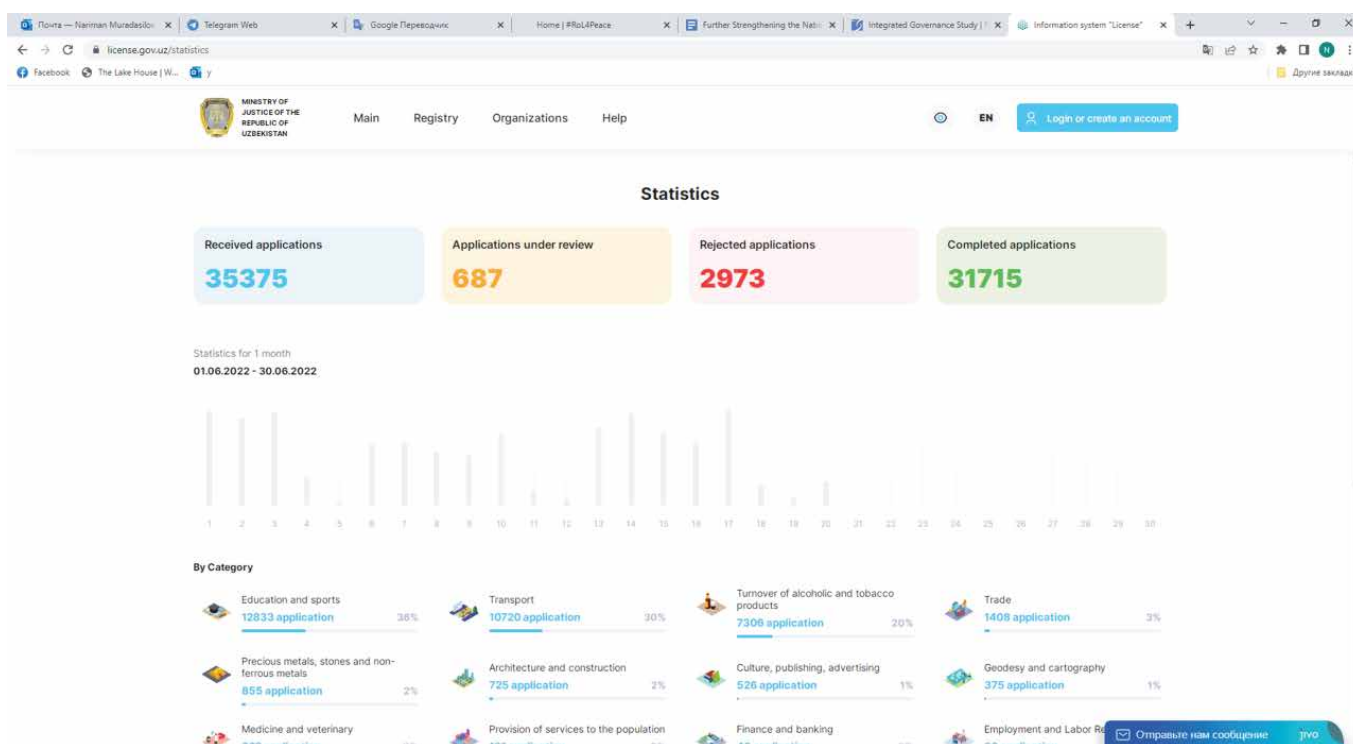 Почта — Nariman Muradasilov
Telegram Web
Google Переводчик
Home | #RoL4Peace
Further Strengthening the Nati
Integrated Governance Study |
Information system "License"
license.gov.uz/statistics
Facebook
The Lake House | W...
y
Другие закладк
MINISTRY OF
JUSTICE OF THE
REPUBLIC OF
UZBEKISTAN
Main
Registry
Organizations
Help
EN
Login or create an account
Statistics
Received applications
35375
Applications under review
687
Rejected applications
2973
Completed applications
31715
Statistics for 1 month
01.06.2022 - 30.06.2022
1 2 3 4 5 6 7 8 9 10 11 12 13 14 15 16 17 18 19 20 21 22 23 24 25 26 27 28 29 30
By Category
Education and sports
12833 application 36%
Transport
10720 application 30%
Turnover of alcoholic and tobacco
products
7306 application 20%
Trade
1408 application 3%
Precious metals, stones and non-
ferrous metals
855 application 2%
Architecture and construction
725 application 2%
Culture, publishing, advertising
526 application 1%
Geodesy and cartography
375 application 1%
Medicine and veterinary
Provision of services to the population
Finance and banking
Employment and Labor Re
Отправьте нам сообщение
jivo